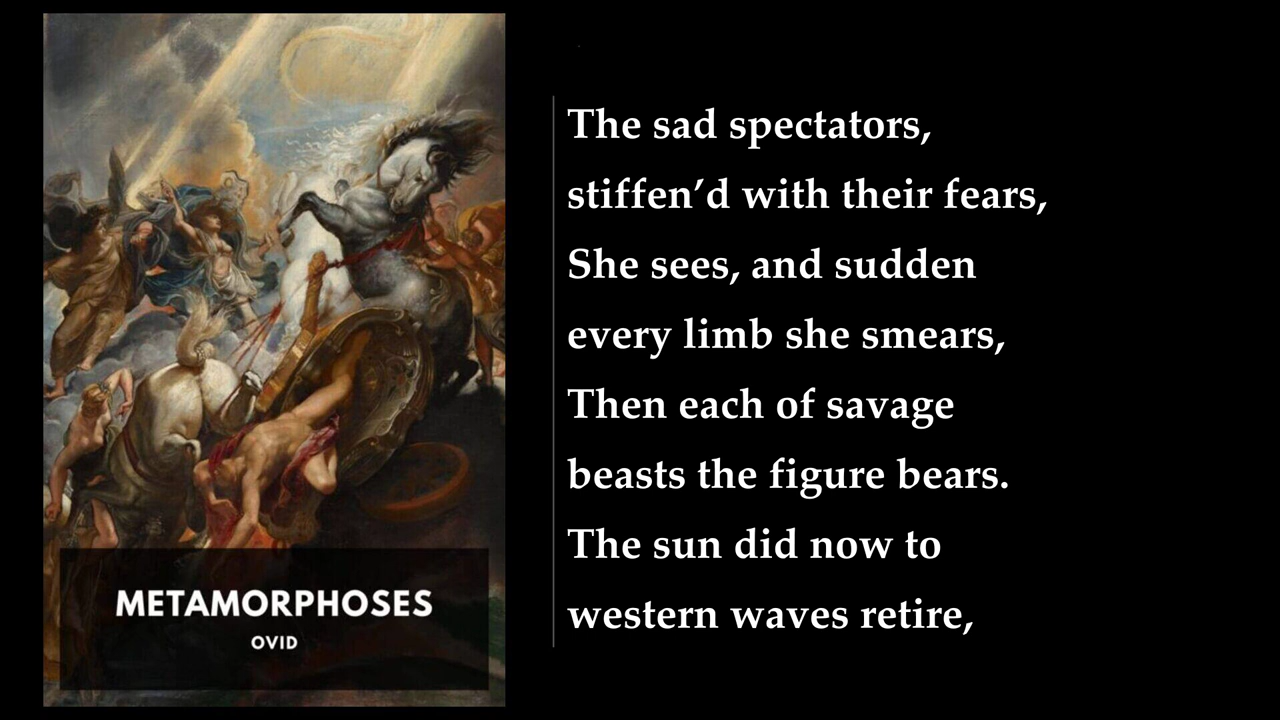 METAMORPHOSES
OVID
The sad spectators,
stiffen’d with their fears,
She sees, and sudden
every limb she smears,
Then each of savage
beasts the figure bears.
The sun did now to
western waves retire,